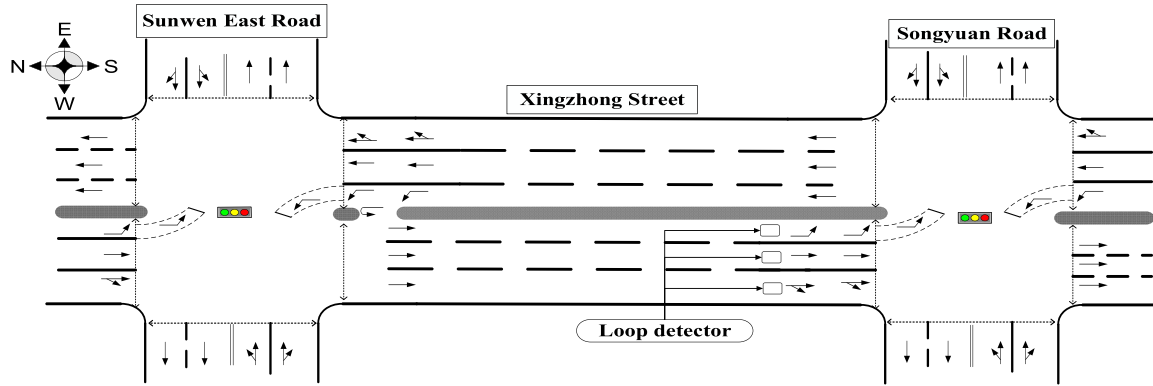 Sunwen East Road
Songyuan Road
E
N
S
W
Xingzhong Street
Loop detector